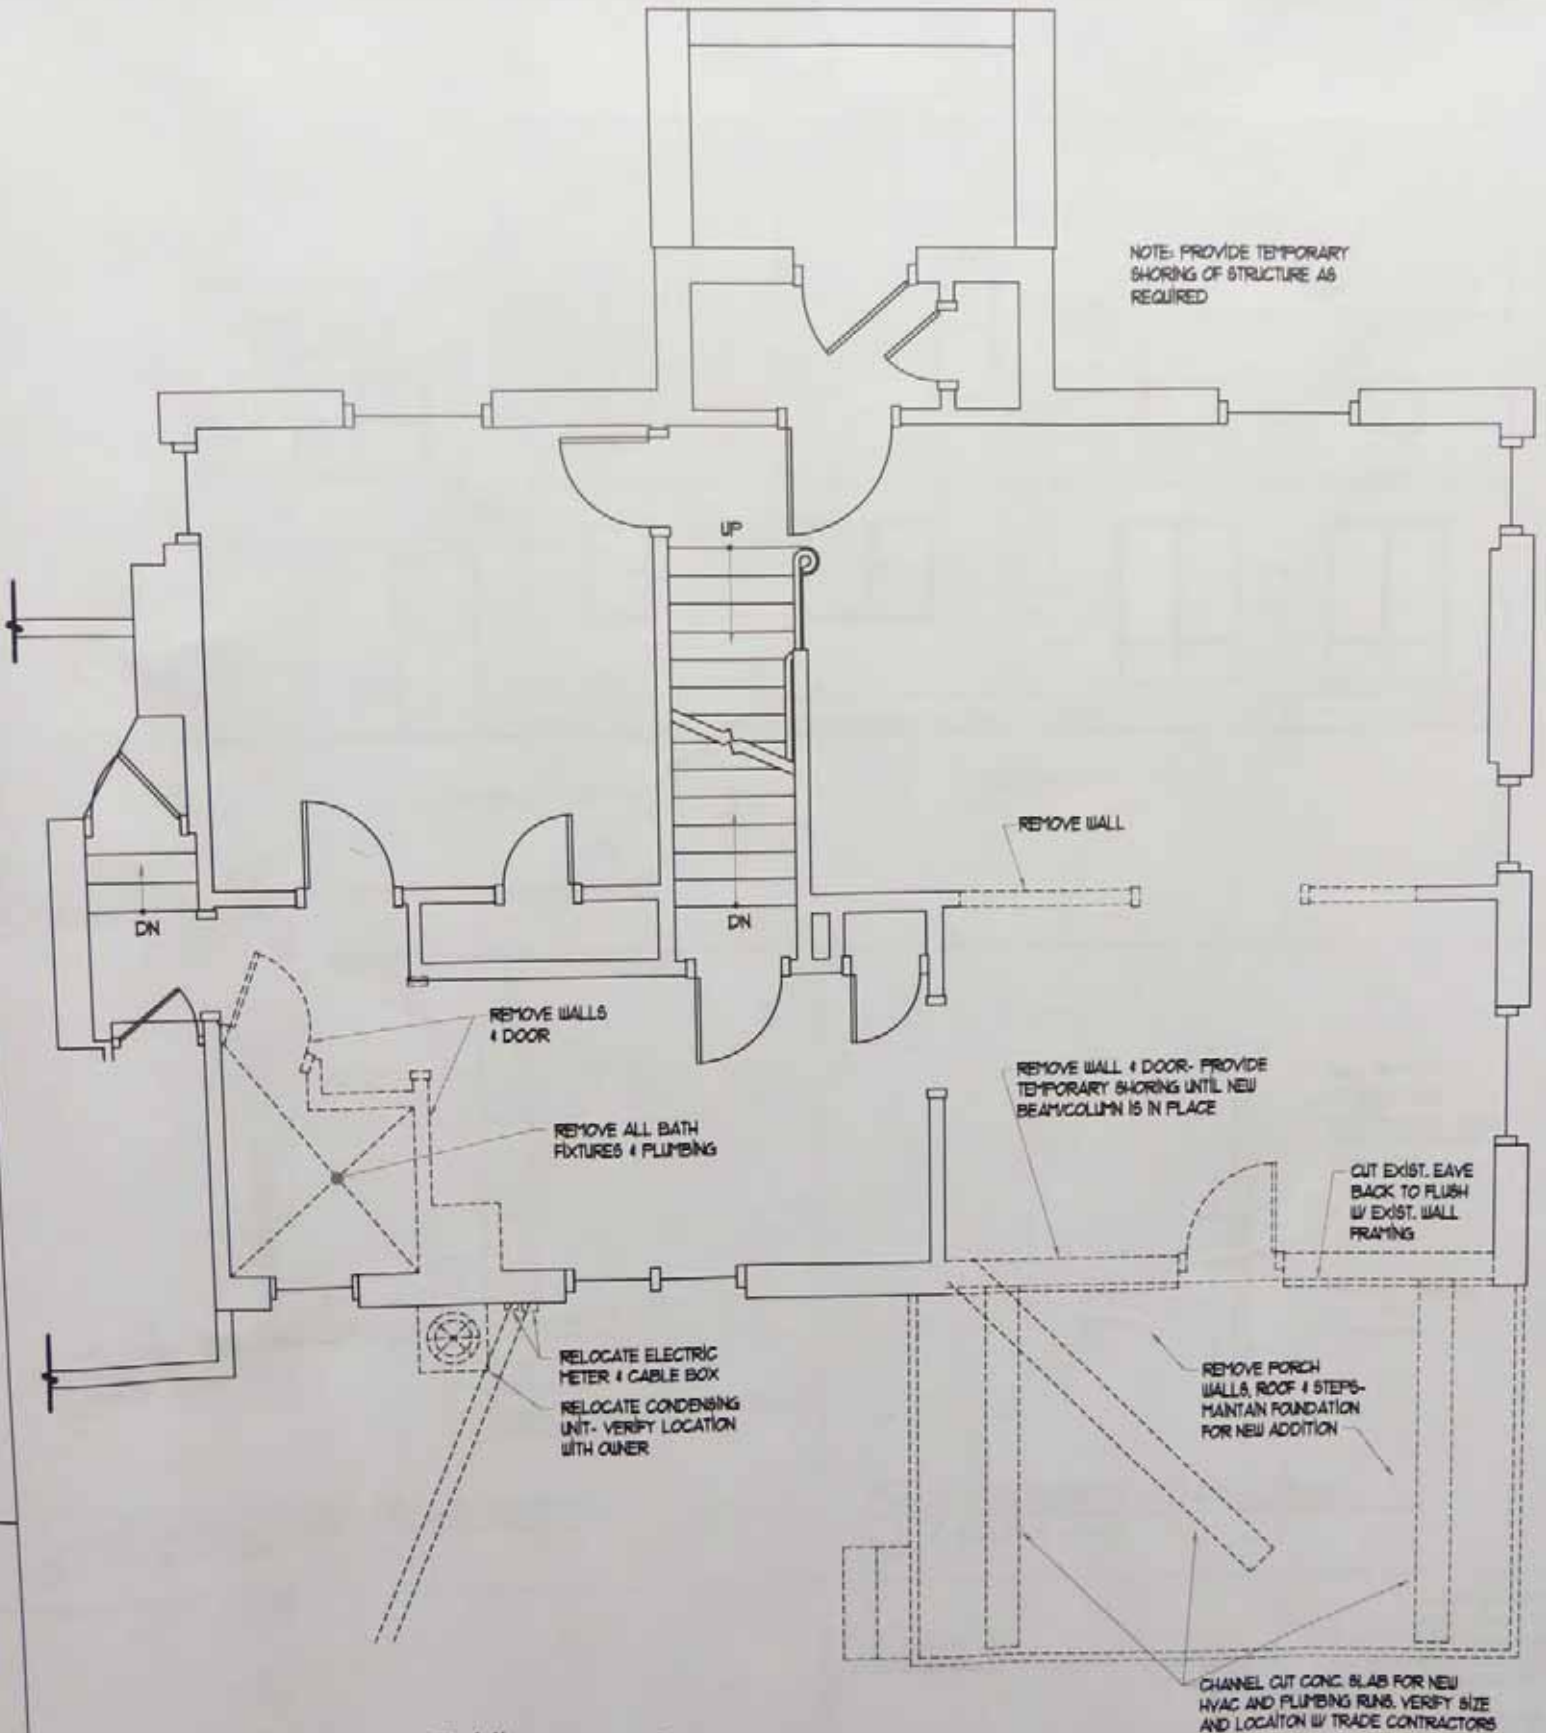 NOTE: PROVIDE TEMPORARY
SHORING OF STRUCTURE AS
REQUIRED
UP
REMOVE WALL
DN
DN
REMOVE WALLS
& DOOR
REMOVE WALL & DOOR- PROVIDE
TEMPORARY SHORING UNTIL NEW
BEAM/COLUMN IS IN PLACE
REMOVE ALL BATH
FIXTURES & PLUMBING
CUT EXIST. EAVE
BACK TO FLUSH
W/ EXIST. WALL
FRAMING
RELOCATE ELECTRIC
METER & CABLE BOX
RELOCATE CONDENSING
UNIT- VERIFY LOCATION
WITH OWNER
REMOVE PORCH
WALLS, ROOF & STEPS-
MAINTAIN FOUNDATION
FOR NEW ADDITION
CHANNEL CUT CONC. SLAB FOR NEW
HVAC AND PLUMBING RUNS. VERIFY SIZE
AND LOCAITON W/ TRADE CONTRACTORS